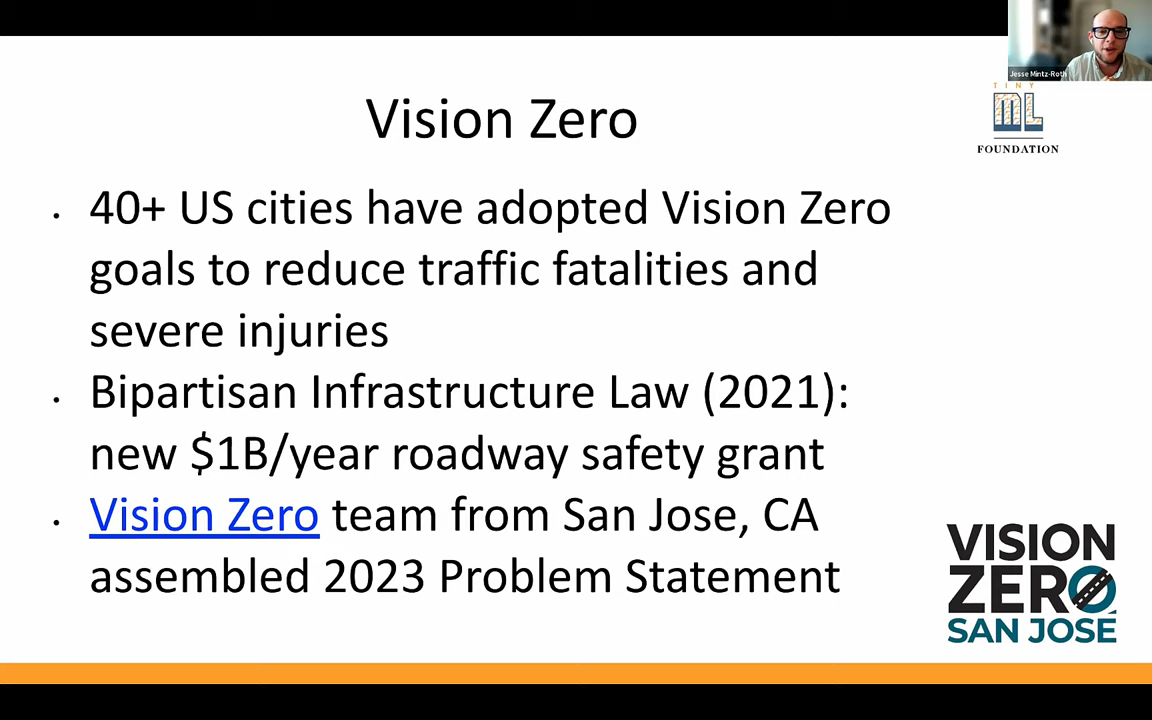 Jesse Mintz-Roth
TINY
ML
FOUNDATION
Vision Zero
• 40+ US cities have adopted Vision Zero
goals to reduce traffic fatalities and
severe injuries
• Bipartisan Infrastructure Law (2021):
new $1B/year roadway safety grant
• Vision Zero team from San Jose, CA
assembled 2023 Problem Statement
VISION
ZERO
SAN JOSE